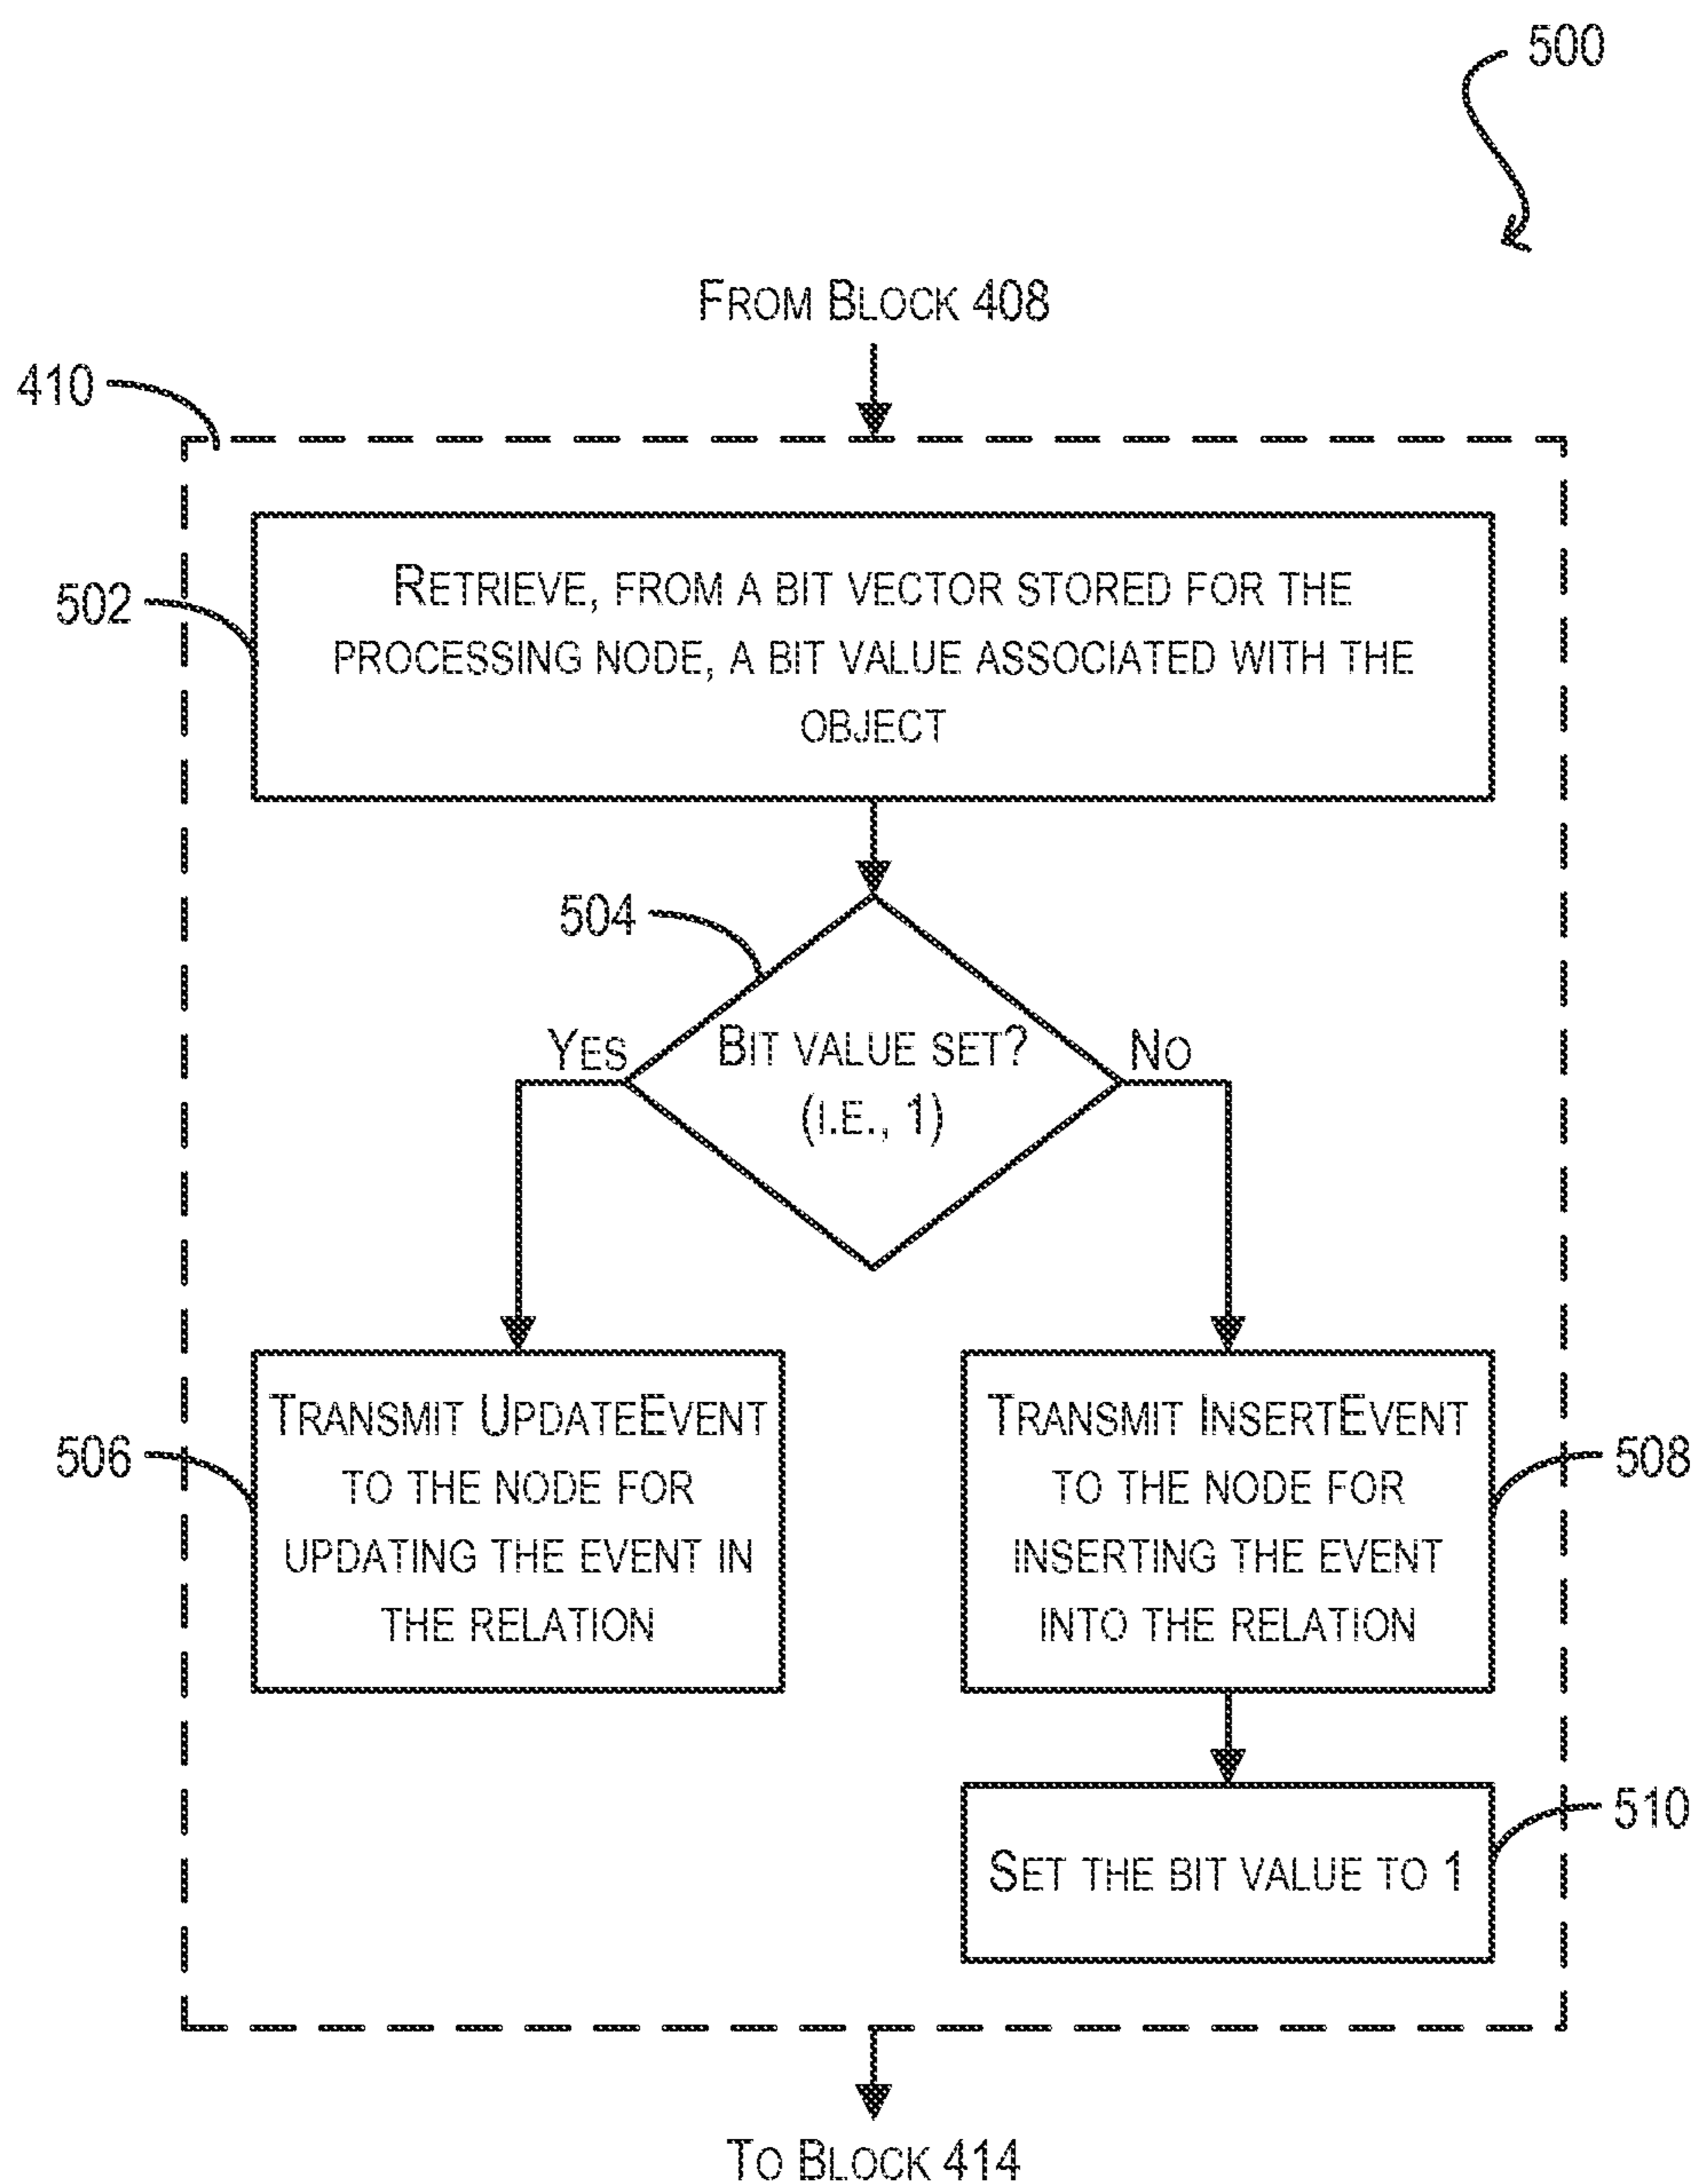 500
FROM BLOCK 408
410
502
RETRIEVE, FROM A BIT VECTOR STORED FOR THE
PROCESSING NODE, A BIT VALUE ASSOCIATED WITH THE
OBJECT
504
YES
BIT VALUE SET?
(I.E., 1)
NO
506
TRANSMIT UPDATEEVENT
TO THE NODE FOR
UPDATING THE EVENT IN
THE RELATION
TRANSMIT INSERTEVENT
TO THE NODE FOR
INSERTING THE EVENT
INTO THE RELATION
508
SET THE BIT VALUE TO 1
510
TO BLOCK 414